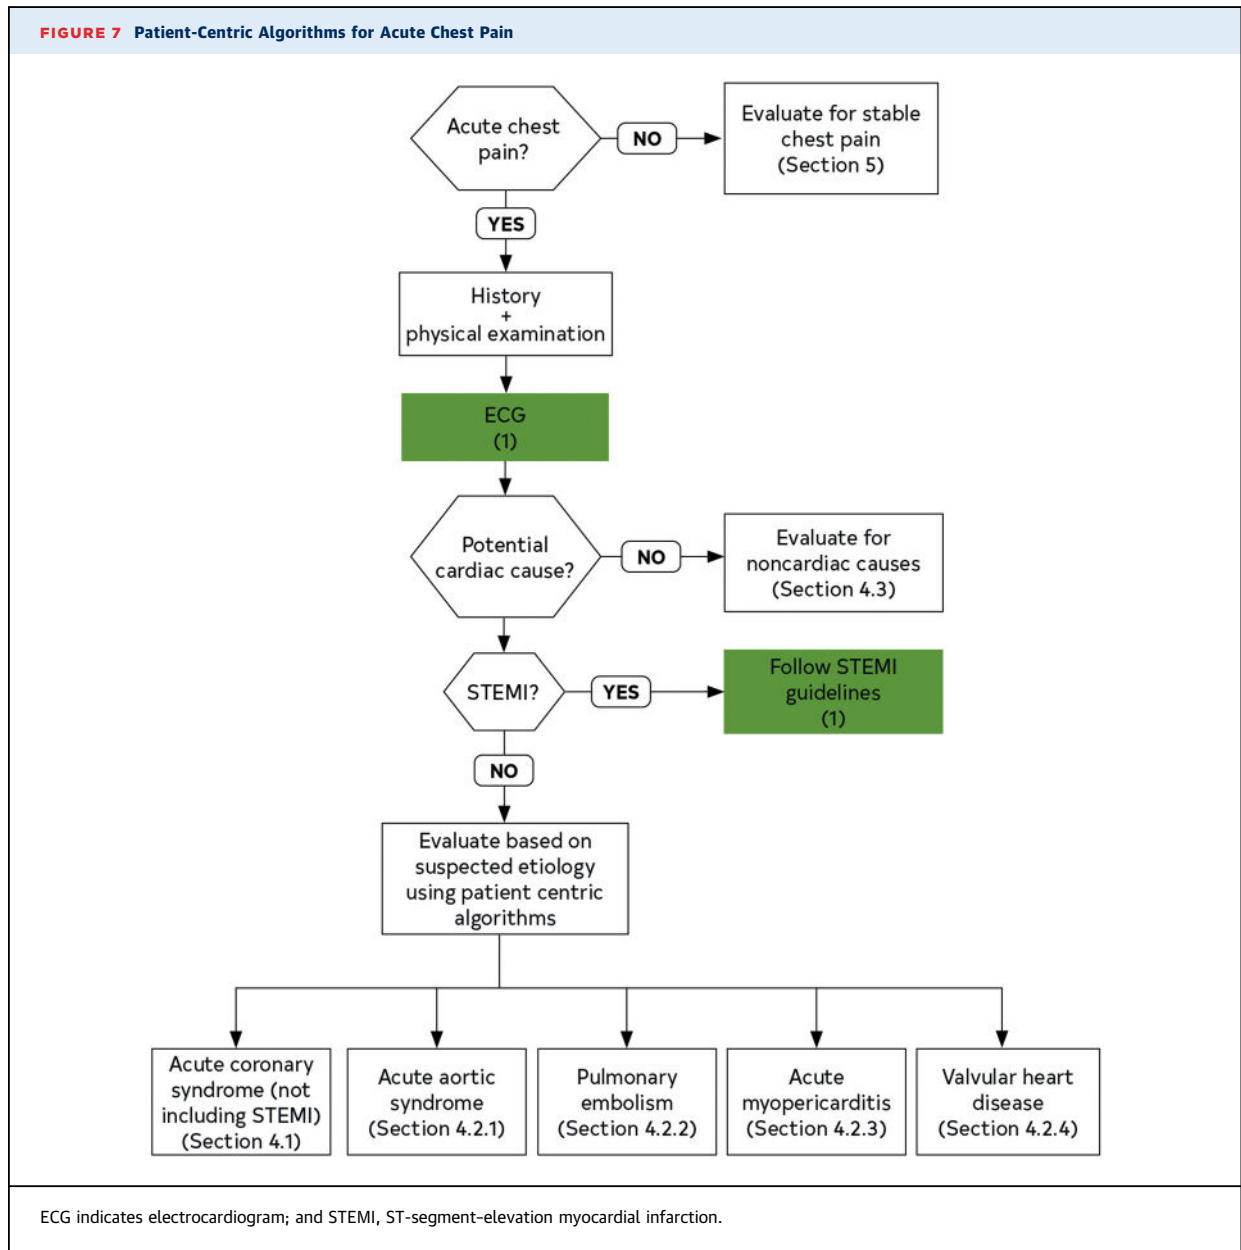 FIGURE 7 Patient-Centric Algorithms for Acute Chest Pain
Acute chest
pain?
NO
Evaluate for stable
chest pain
(Section 5)
YES
History
+
physical examination
ECG
(1)
Potential
cardiac cause?
NO
Evaluate for
noncardiac causes
(Section 4.3)
STEMI?
YES
Follow STEMI
guidelines
(1)
NO
Evaluate based on
suspected etiology
using patient centric
algorithms
Acute coronary
syndrome (not
including STEMI)
(Section 4.1)
Acute aortic
syndrome
(Section 4.2.1)
Pulmonary
embolism
(Section 4.2.2)
Acute
myopericarditis
(Section 4.2.3)
Valvular heart
disease
(Section 4.2.4)
ECG indicates electrocardiogram; and STEMI, ST-segment-elevation myocardial infarction.